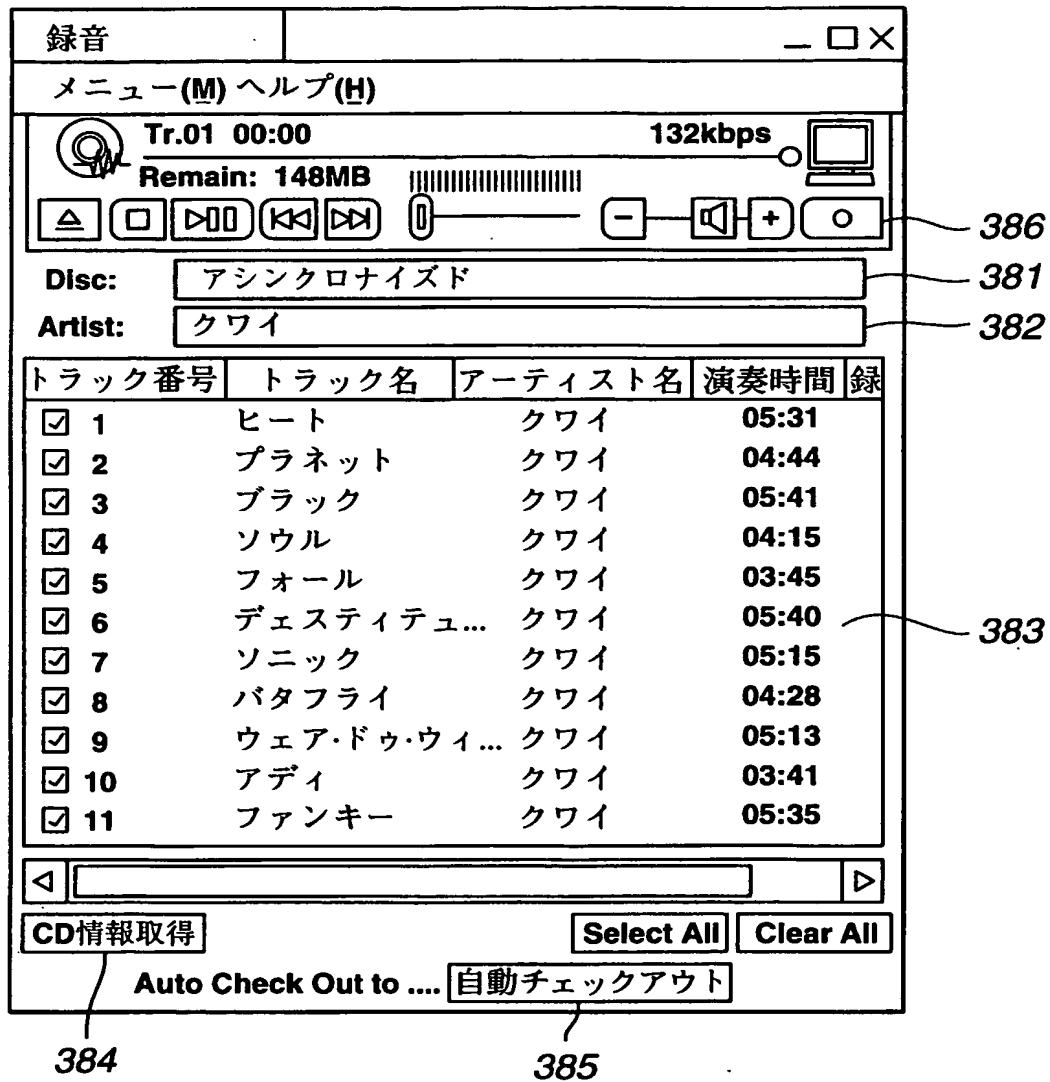 録音
メニュー(M) ヘルプ(H)
Tr.01 00:00 132kbps
Remain: 148MB
386
Disc: アシンクロナイズド 381
Artist: クワイ 382
トラック番号 トラック名 アーティスト名 演奏時間 録
1 ヒート クワイ 05:31
2 プラネット クワイ 04:44
3 ブラック クワイ 05:41
4 ソウル クワイ 04:15
5 フォール クワイ 03:45
6 デェスティテュ... クワイ 05:40 383
7 ソニック クワイ 05:15
8 バタフライ クワイ 04:28
9 ウェア·ドゥ·ウィ... クワイ 05:13
10 アディ クワイ 03:41
11 ファンキー クワイ 05:35
CD情報取得 Select All Clear All
Auto Check Out to .... 自動チェックアウト
384 385